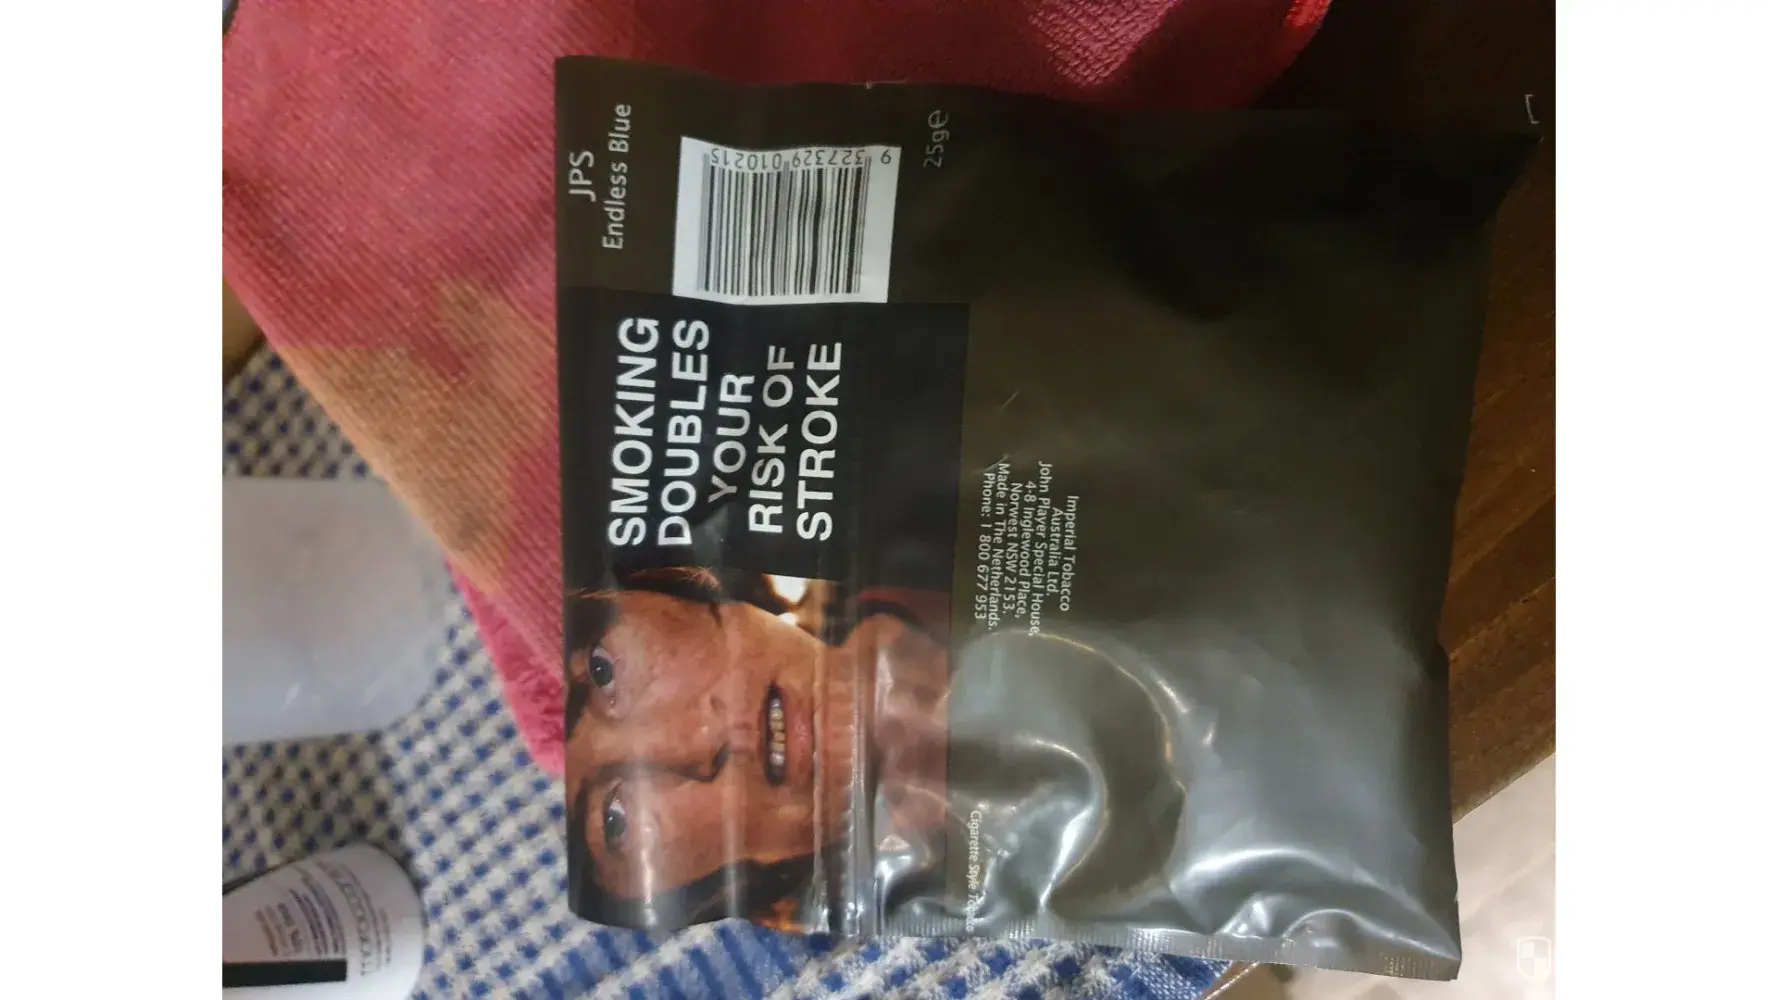 JPS
Endless Blue
9 327329 010215
25g℮
SMOKING
DOUBLES
YOUR
RISK OF
STROKE
Imperial Tobacco
Australia Ltd.
John Player Special House,
4-8 Inglewood Place,
Norwest NSW 2153.
Made in The Netherlands.
Phone: 1 800 677 953
Cigarette Style Tobacco